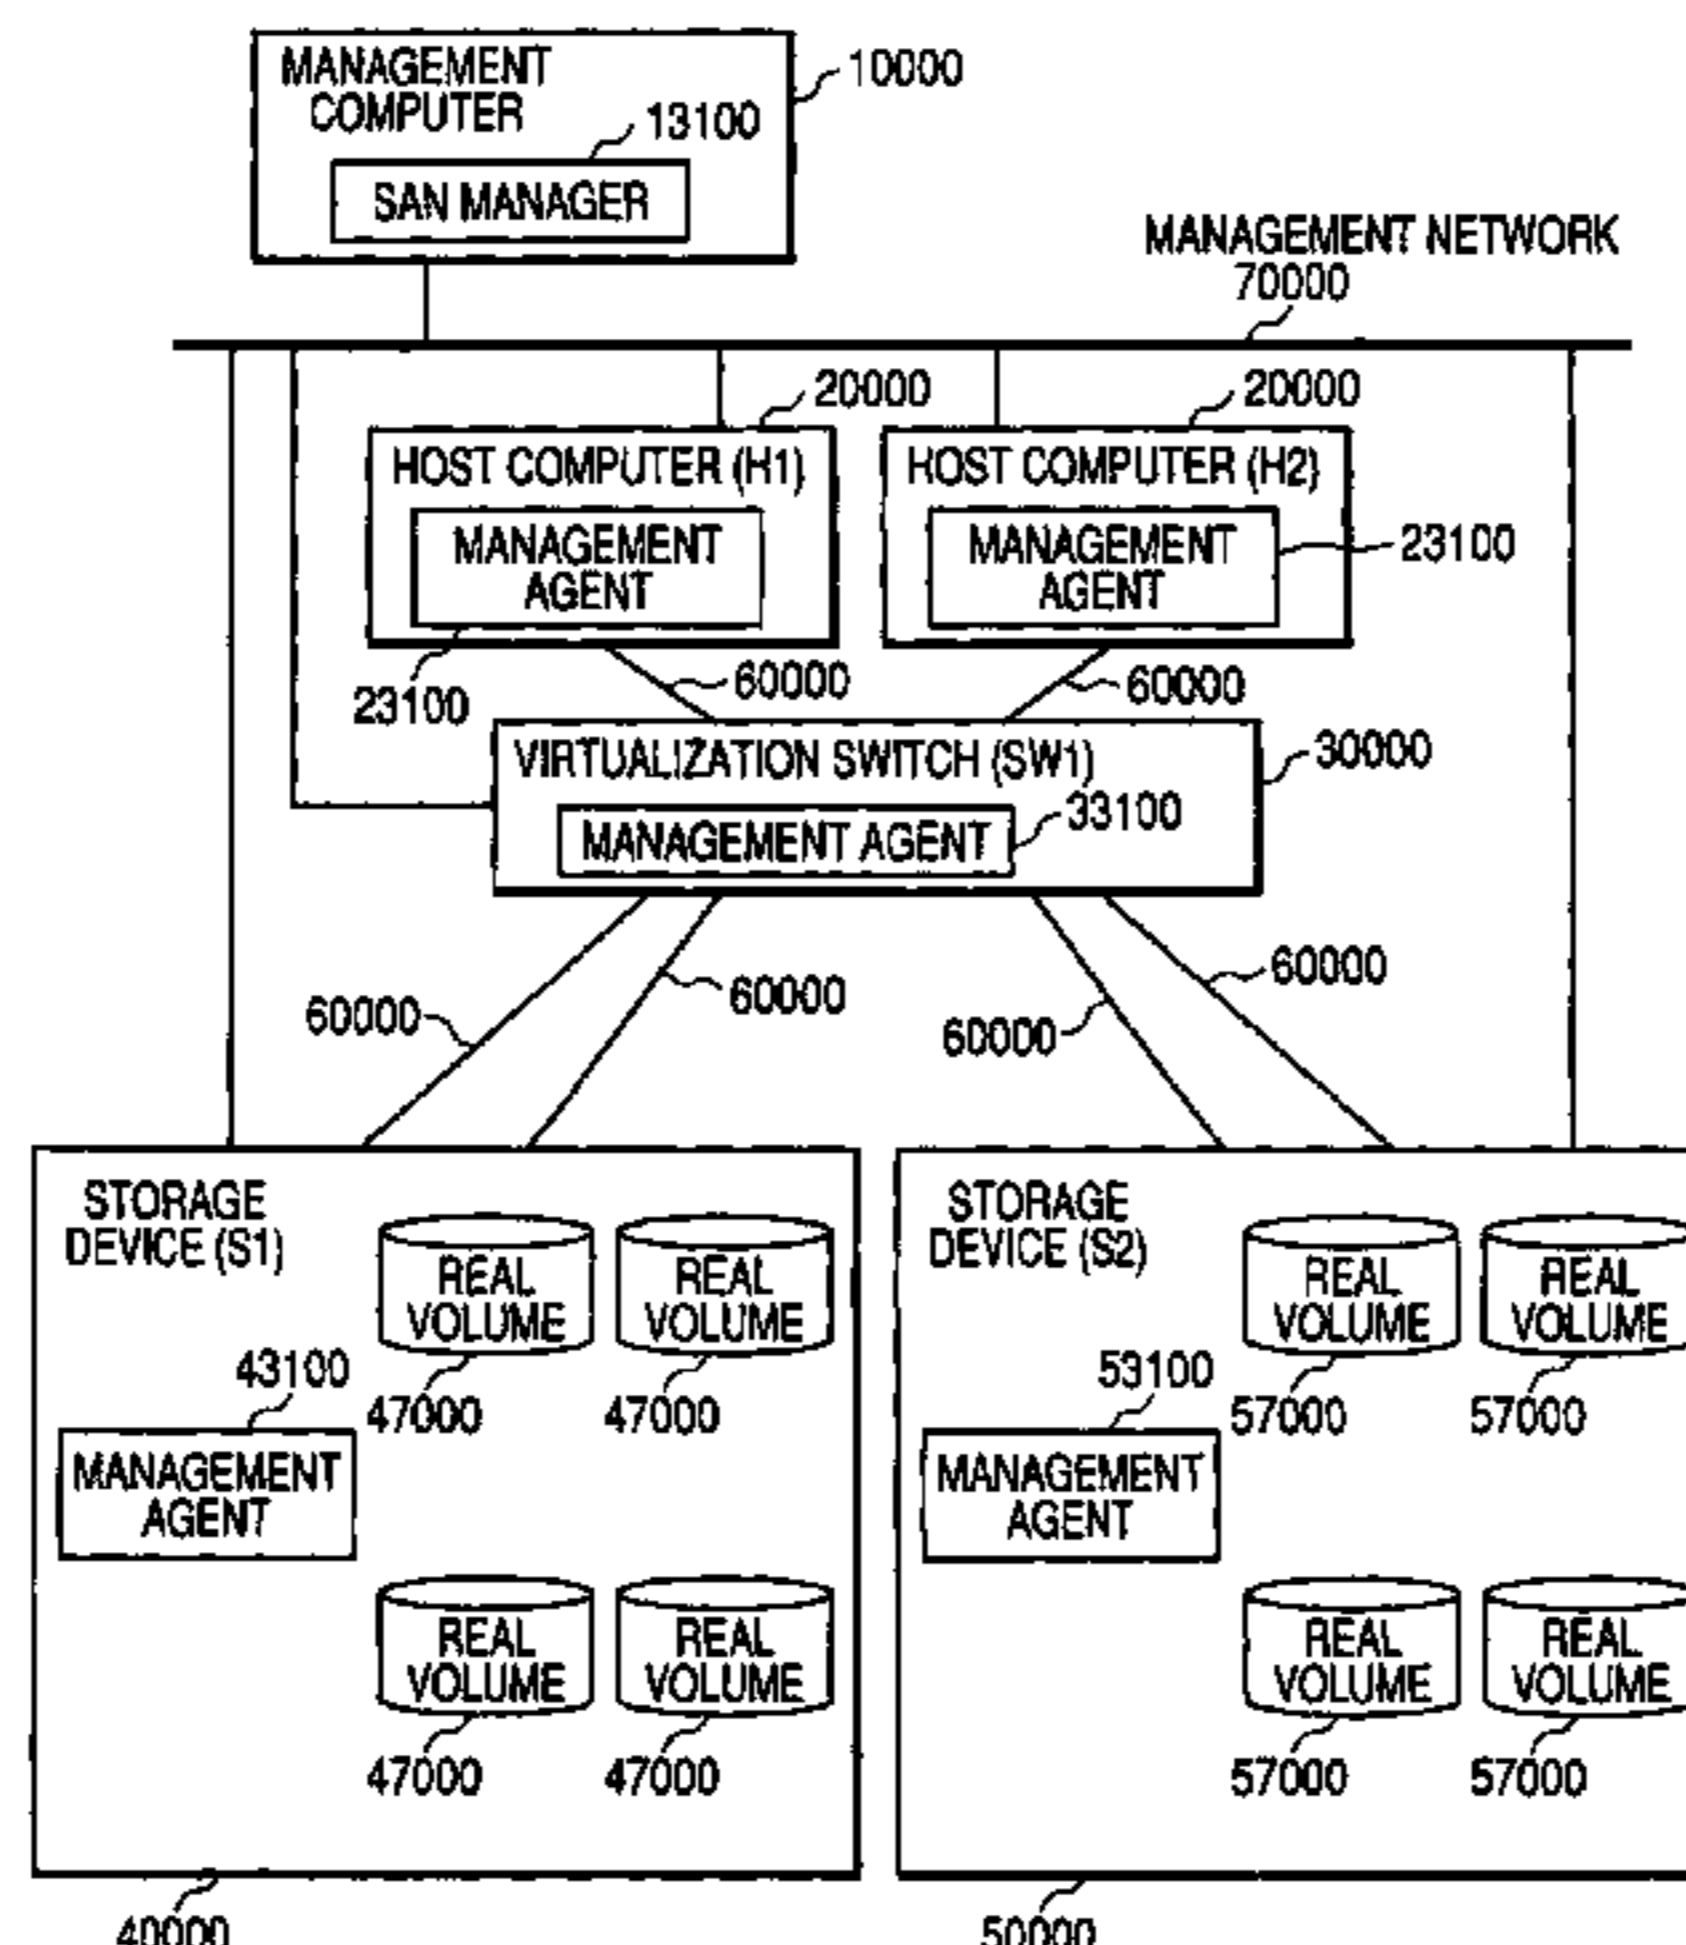 MANAGEMENT
COMPUTER
10000
13100
SAN MANAGER
MANAGEMENT NETWORK
70000
20000
20000
HOST COMPUTER (H1)
HOST COMPUTER (H2)
MANAGEMENT
AGENT
MANAGEMENT
AGENT
23100
23100
60000
60000
VIRTUALIZATION SWITCH (SW1)
30000
33100
MANAGEMENT AGENT
60000
60000
60000
60000
STORAGE
DEVICE (S1)
REAL
VOLUME
REAL
VOLUME
43100
47000
47000
MANAGEMENT
AGENT
REAL
VOLUME
REAL
VOLUME
47000
47000
40000
STORAGE
DEVICE (S2)
REAL
VOLUME
REAL
VOLUME
53100
57000
57000
MANAGEMENT
AGENT
REAL
VOLUME
REAL
VOLUME
57000
57000
50000